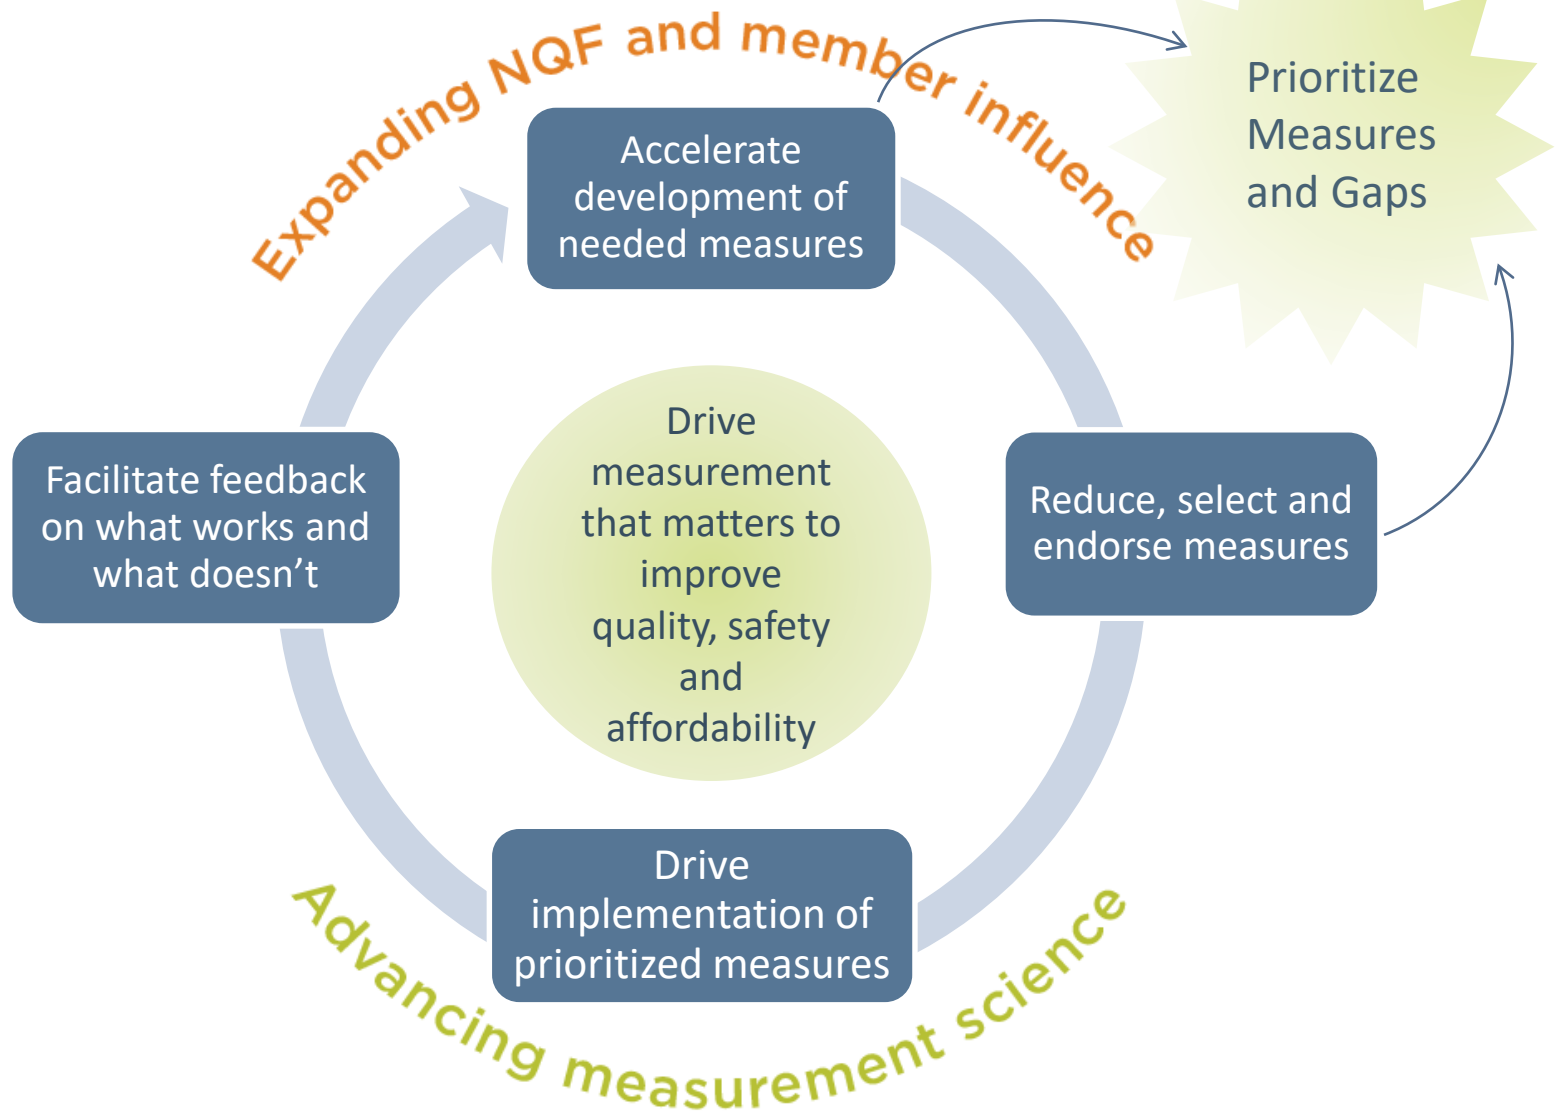 Expanding NQF and member influence
Prioritize
Measures
and Gaps
Accelerate
development of
needed measures
Drive
measurement
that matters to
improve
quality, safety
and
affordability
Facilitate feedback
on what works and
what doesn’t
Reduce, select and
endorse measures
Drive
implementation of
prioritized measures
Advancing measurement science